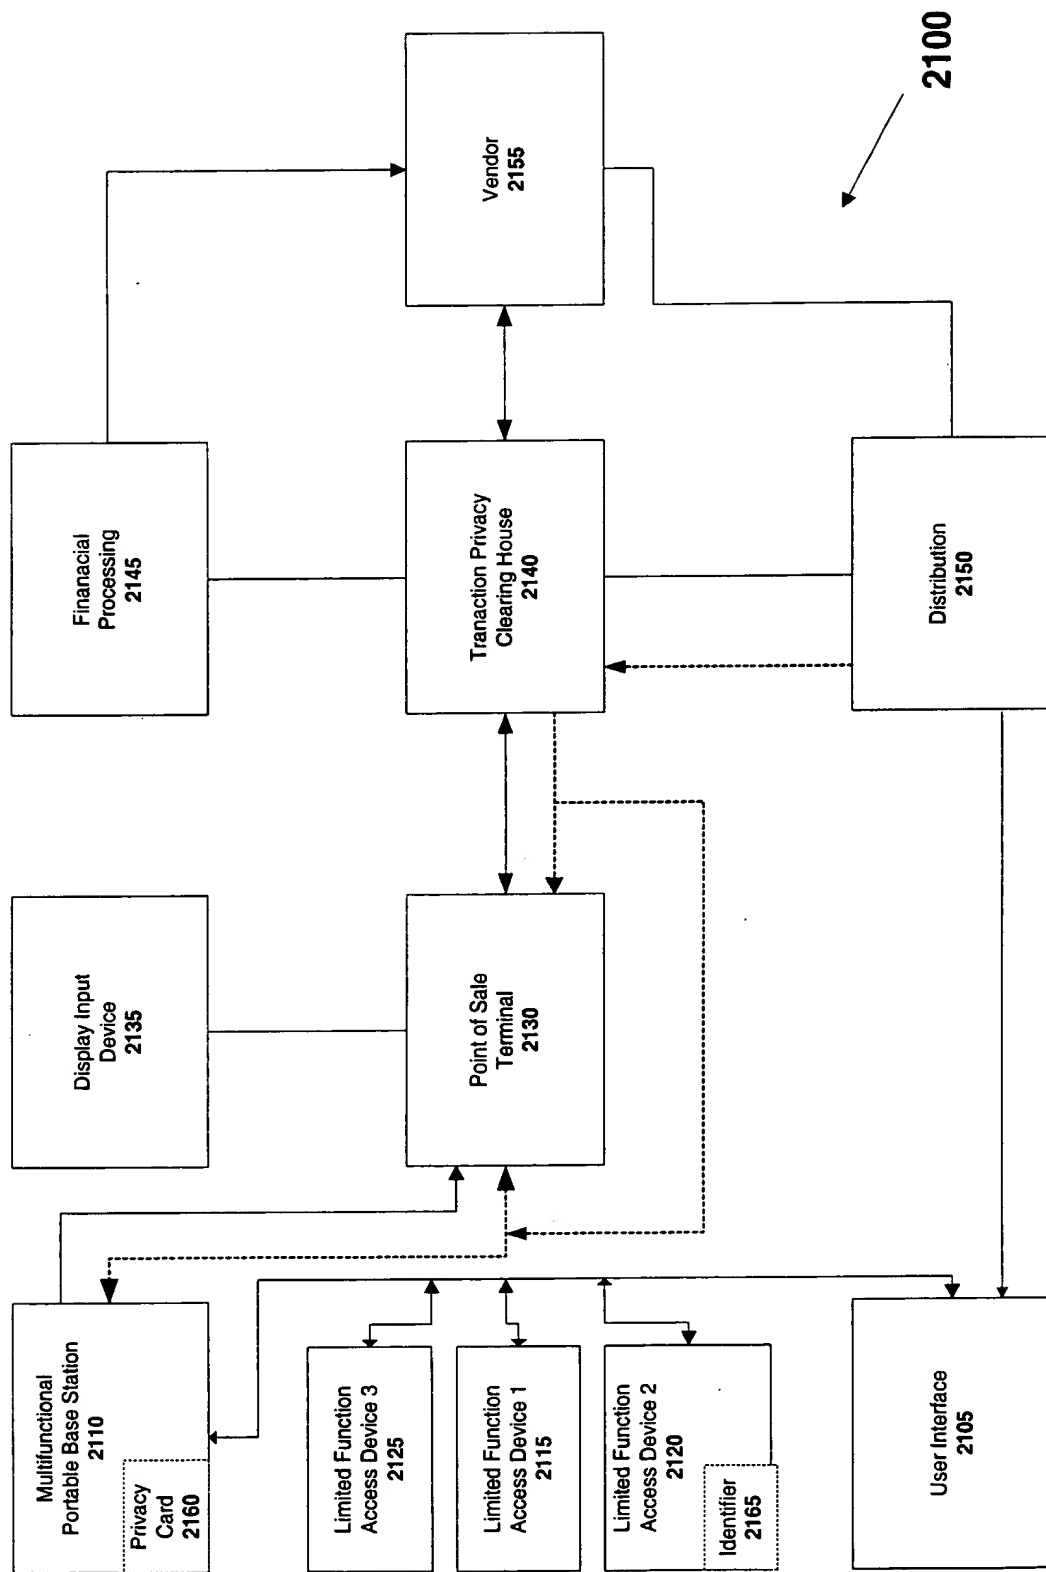 Multifunctional
Portable Base Station
2110
Privacy
Card
2160
Display Input
Device
2135
Finanacial
Processing
2145
Limited Function
Access Device 3
2125
Limited Function
Access Device 1
2115
Limited Function
Access Device 2
2120
Identifier
2165
Point of Sale
Terminal
2130
Tranaction Privacy
Clearing House
2140
Vendor
2155
User Interface
2105
Distribution
2150
2100